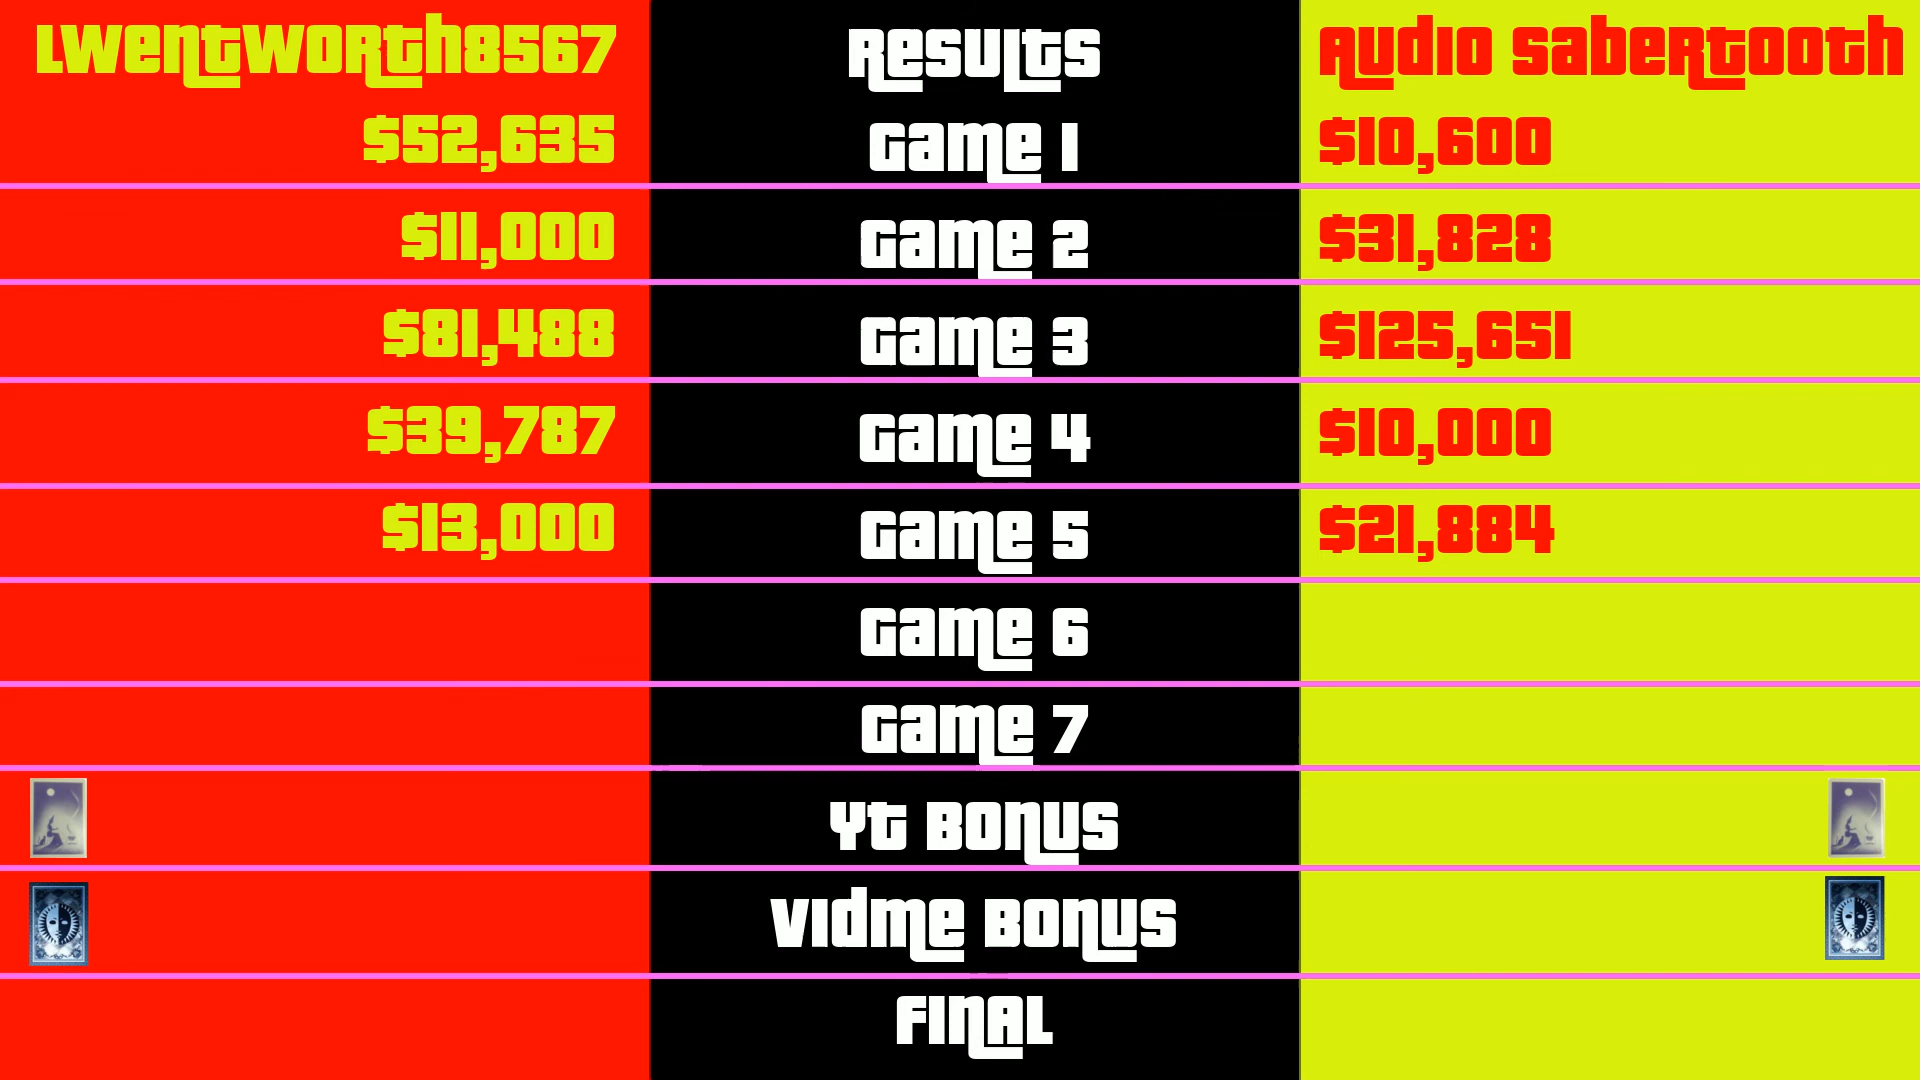 LWentworth8567 Results Audio Sabertooth
$52,635 Game 1 $10,600
$11,000 Game 2 $31,828
$81,488 Game 3 $125,651
$39,787 Game 4 $10,000
$13,000 Game 5 $21,884
Game 6
Game 7
YT Bonus
Vidme Bonus
Final